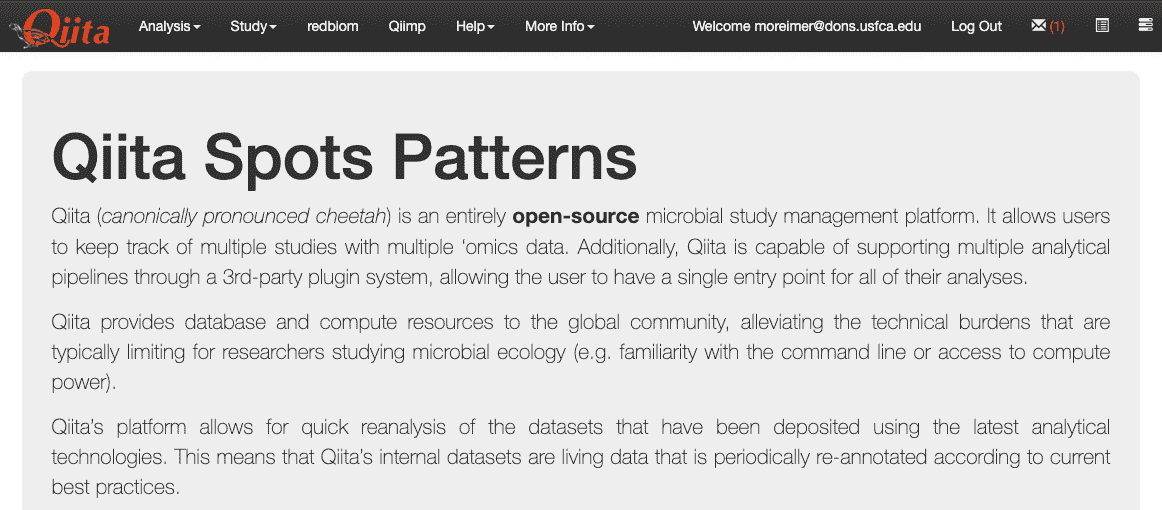 Qiita Analysis Study redbiom Qiimp Help More Info Welcome moreimer@dons.usfca.edu Log Out (1)
Qiita Spots Patterns
Qiita (canonically pronounced cheetah) is an entirely open-source microbial study management platform. It allows users
to keep track of multiple studies with multiple ‘omics data. Additionally, Qiita is capable of supporting multiple analytical
pipelines through a 3rd-party plugin system, allowing the user to have a single entry point for all of their analyses.
Qiita provides database and compute resources to the global community, alleviating the technical burdens that are
typically limiting for researchers studying microbial ecology (e.g. familiarity with the command line or access to compute
power).
Qiita’s platform allows for quick reanalysis of the datasets that have been deposited using the latest analytical
technologies. This means that Qiita’s internal datasets are living data that is periodically re-annotated according to current
best practices.